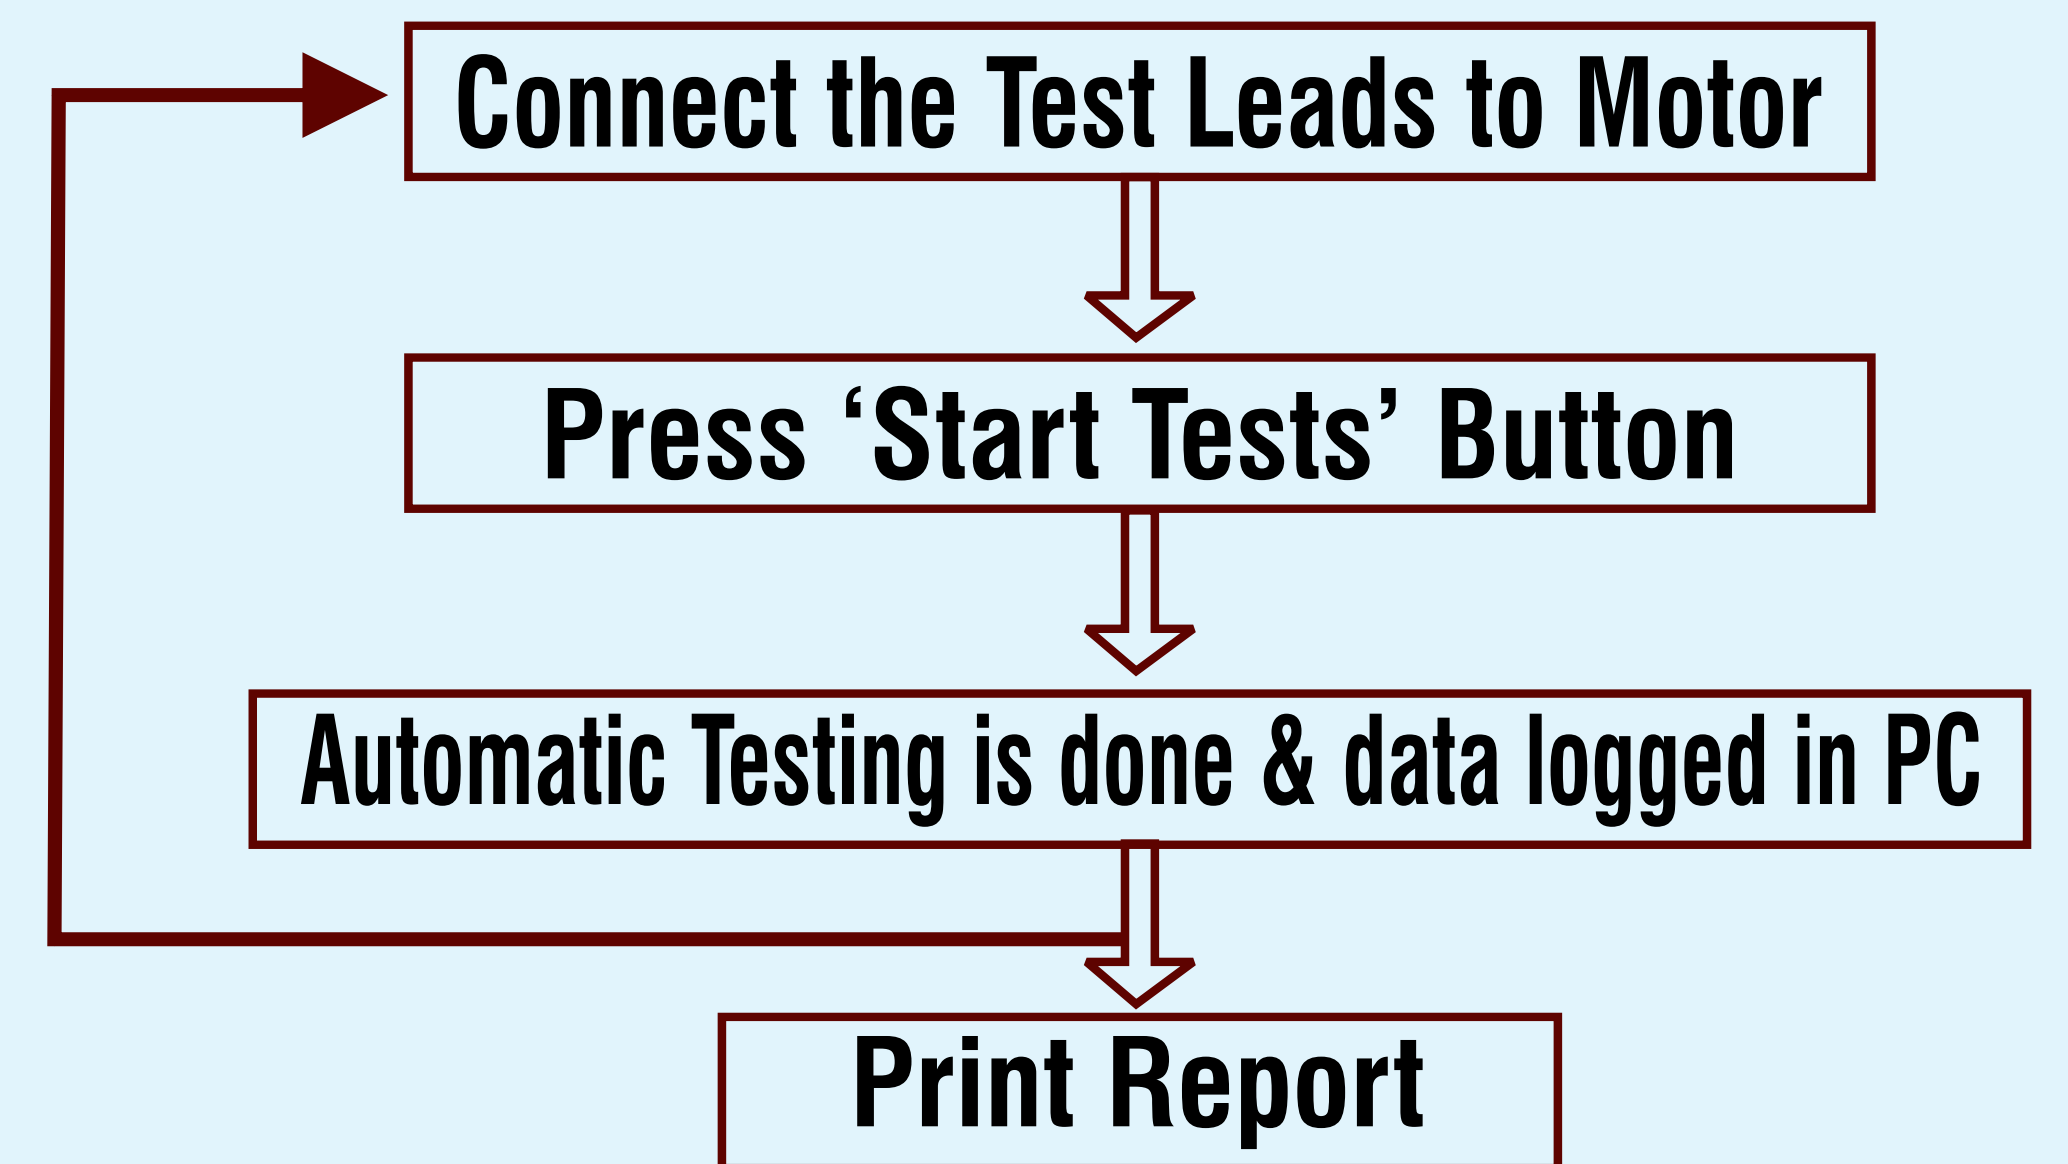 Connect the Test Leads to Motor
Press ‘Start Tests’ Button
Automatic Testing is done & data logged in PC
Print Report